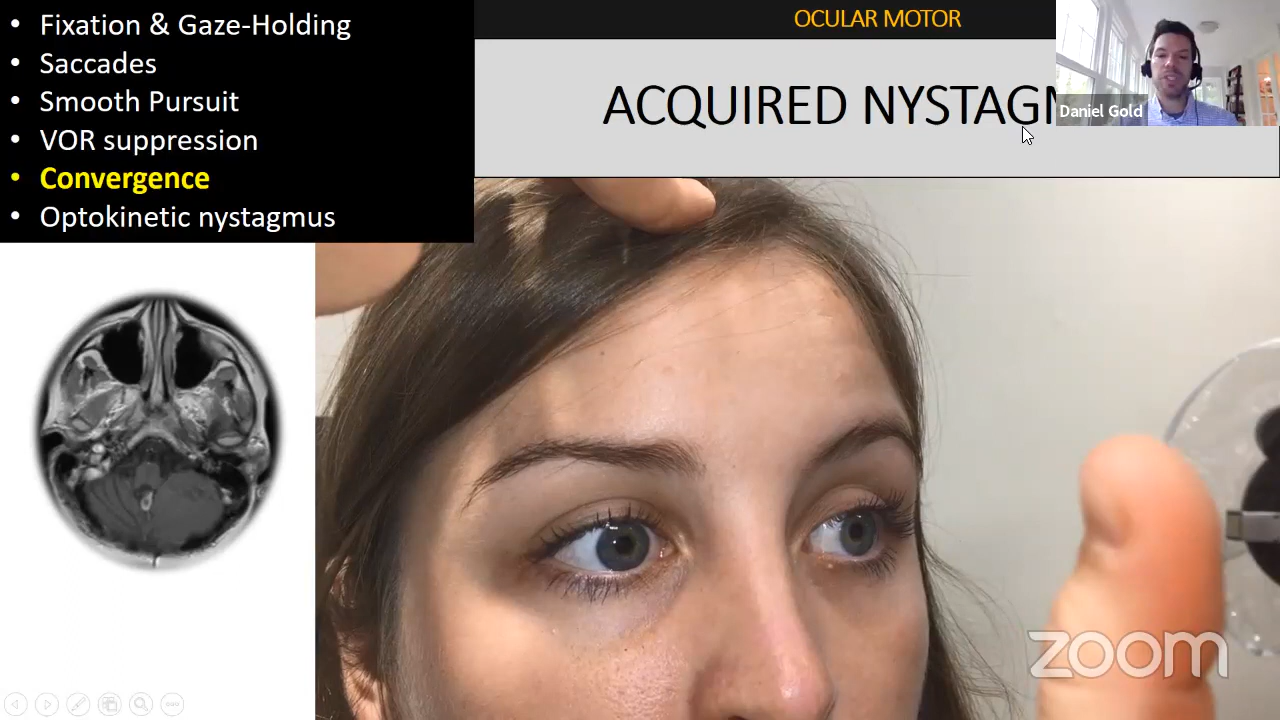 • Fixation & Gaze-Holding
• Saccades
• Smooth Pursuit
• VOR suppression
• Convergence
• Optokinetic nystagmus
OCULAR MOTOR
ACQUIRED NYSTAG
Daniel Gold
zoom